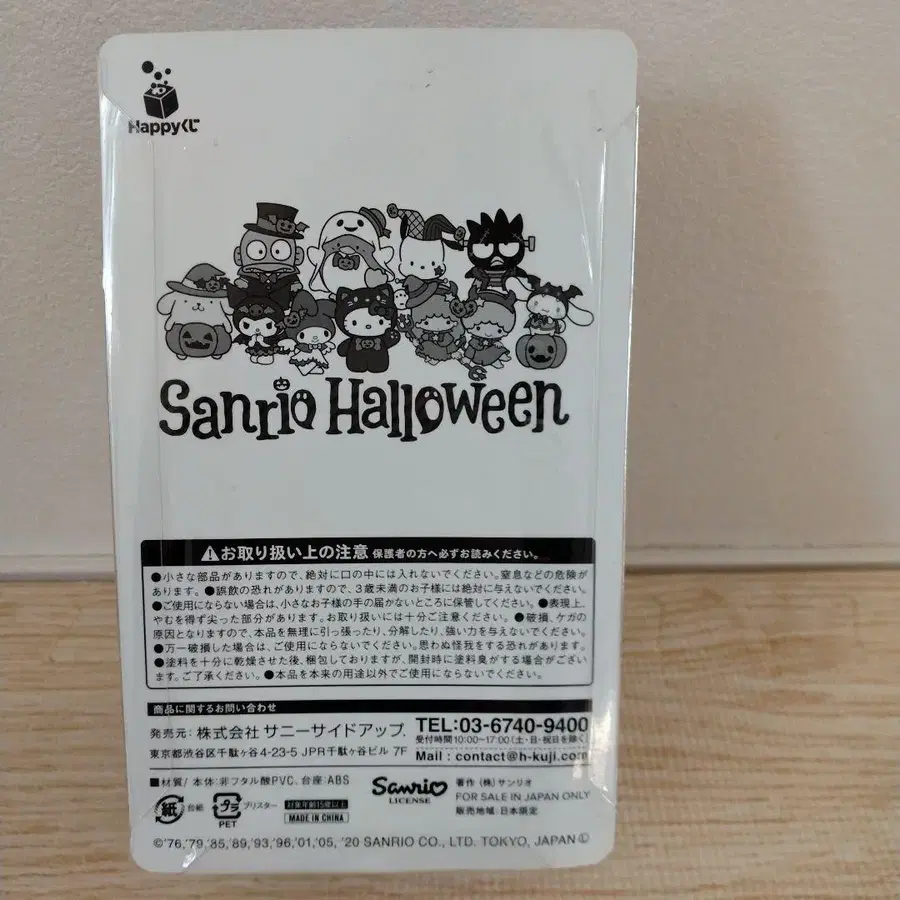 Happyくじ
Sanrio Halloween
お取り扱い上の注意 保護者の方へ必ずお読みください。
●小さな部品がありますので、絶対に口の中には入れないでください。窒息などの危険が
あります。●誤飲の恐れがありますので、3歳未満のお子様には絶対に与えないでください。
●ご使用にならない場合は、小さなお子様の手の届かないところに保管してください。●表現上、
やむを得ず尖った部分があります。お取り扱いには十分ご注意ください。●破損、ケガの
原因となりますので、本品を無理に引っ張ったり、分解したり、強い力を与えないでください。
●万一破損した場合は、ご使用にならないでください。思わぬ怪我をする恐れがあります。
●塗料を十分に乾燥させた後、梱包しておりますが、開封時に塗料臭がする場合がござい
ます。ご了承ください。●本品を本来の用途以外でご使用にならないでください。
商品に関するお問い合わせ
発売元：株式会社 サニーサイドアップ.
東京都渋谷区千駄ヶ谷4-23-5 JPR千駄ヶ谷ビル 7F
TEL:03-6740-9400
受付時間10:00~17:00(土・日・祝日を除く)
Mail : contact@h-kuji.com
■材質/ 本体：非フタル酸PVC、台座：ABS
紙 台紙
プラ ブリスター
PET
対象年齢15歳以上
MADE IN CHINA
Sanrio
LICENSE
著作 (株) サンリオ
FOR SALE IN JAPAN ONLY
販売地域：日本限定
©'76,'79,'85,'89,'93,'96,'01,'05, '20 SANRIO CO., LTD. TOKYO, JAPAN Ⓛ